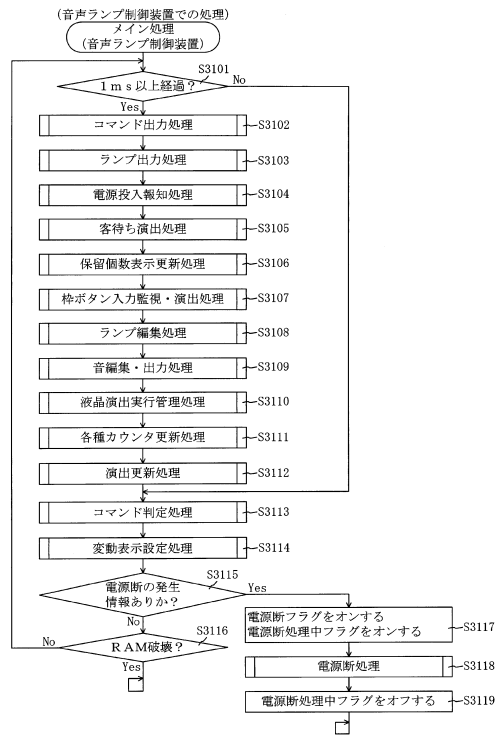 (音声ランプ制御装置での処理)
メイン処理
(音声ランプ制御装置)
S3101
1ms以上経過?
No
Yes
コマンド出力処理
S3102
ランプ出力処理
S3103
電源投入報知処理
S3104
客待ち演出処理
S3105
保留個数表示更新処理
S3106
枠ボタン入力監視・演出処理
S3107
ランプ編集処理
S3108
音編集・出力処理
S3109
液晶演出実行管理処理
S3110
各種カウンタ更新処理
S3111
演出更新処理
S3112
コマンド判定処理
S3113
変動表示設定処理
S3114
電源断の発生
情報ありか?
S3115
Yes
No
電源断フラグをオンする
電源断処理中フラグをオンする
S3117
RAM破壊?
S3116
No
Yes
電源断処理
S3118
電源断処理中フラグをオフする
S3119